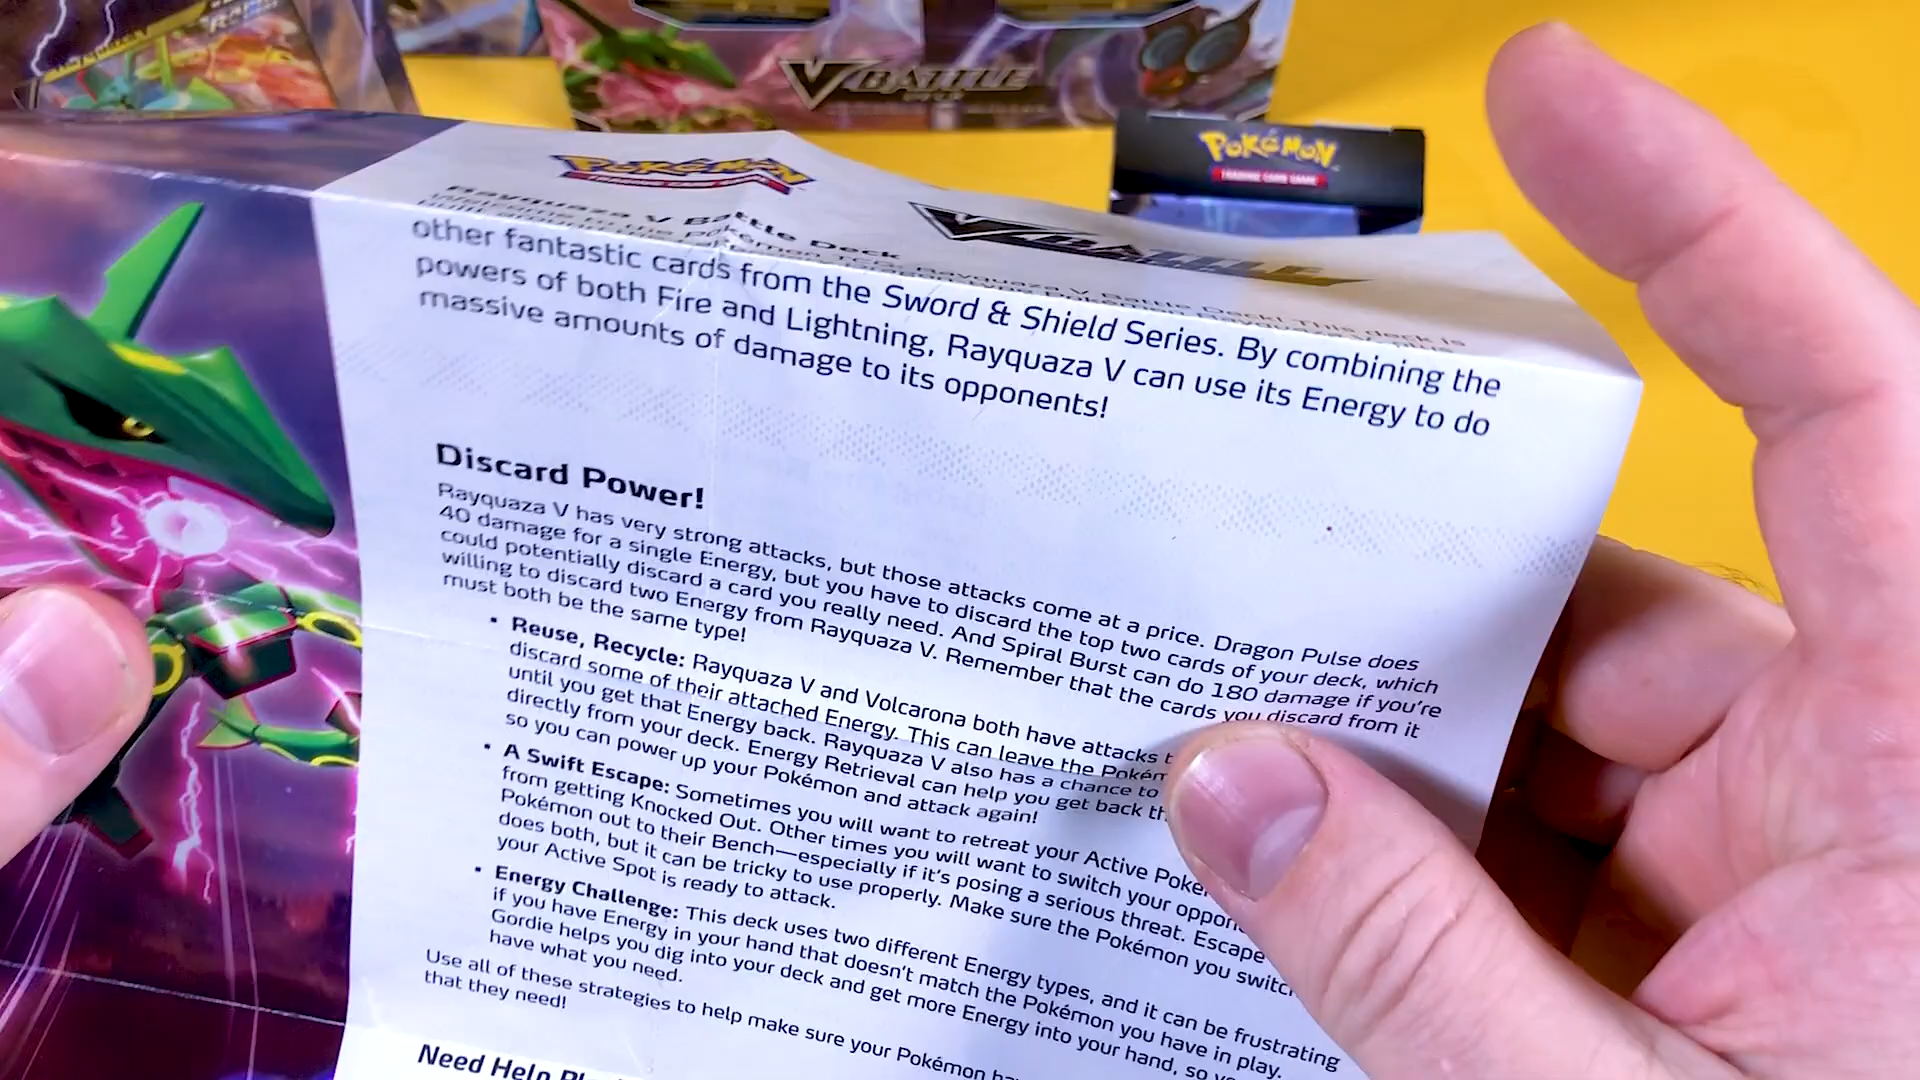 V BATTLE
POKéMON
TRADING CARD GAME
POKéMON
TRADING CARD GAME
V BATTLE
Rayquaza V Battle Deck
other fantastic cards from the Sword & Shield Series. By combining the
powers of both Fire and Lightning, Rayquaza V can use its Energy to do
massive amounts of damage to its opponents!
Discard Power!
Rayquaza V has very strong attacks, but those attacks come at a price. Dragon Pulse does
40 damage for a single Energy, but you have to discard the top two cards of your deck, which
could potentially discard a card you really need. And Spiral Burst can do 180 damage if you're
willing to discard two Energy from Rayquaza V. Remember that the cards you discard from it
must both be the same type!
▪ Reuse, Recycle: Rayquaza V and Volcarona both have attacks
discard some of their attached Energy. This can leave the
until you get that Energy back. Rayquaza V also has a chance to
directly from your deck. Energy Retrieval can help you get back
so you can power up your Pokémon and attack again!
▪ A Swift Escape: Sometimes you will want to retreat your Active
from getting Knocked Out. Other times you will want to switch your
Pokémon out to their Bench—especially if it's posing a serious threat. Escape
does both, but it can be tricky to use properly. Make sure the Pokémon you
your Active Spot is ready to attack.
▪ Energy Challenge: This deck uses two different Energy types, and it can be frustrating
if you have Energy in your hand that doesn't match the Pokémon you have in play.
Gordie helps you dig into your deck and get more Energy into your hand, so
have what you need.
Use all of these strategies to help make sure your Pokémon
that they need!
Need Help